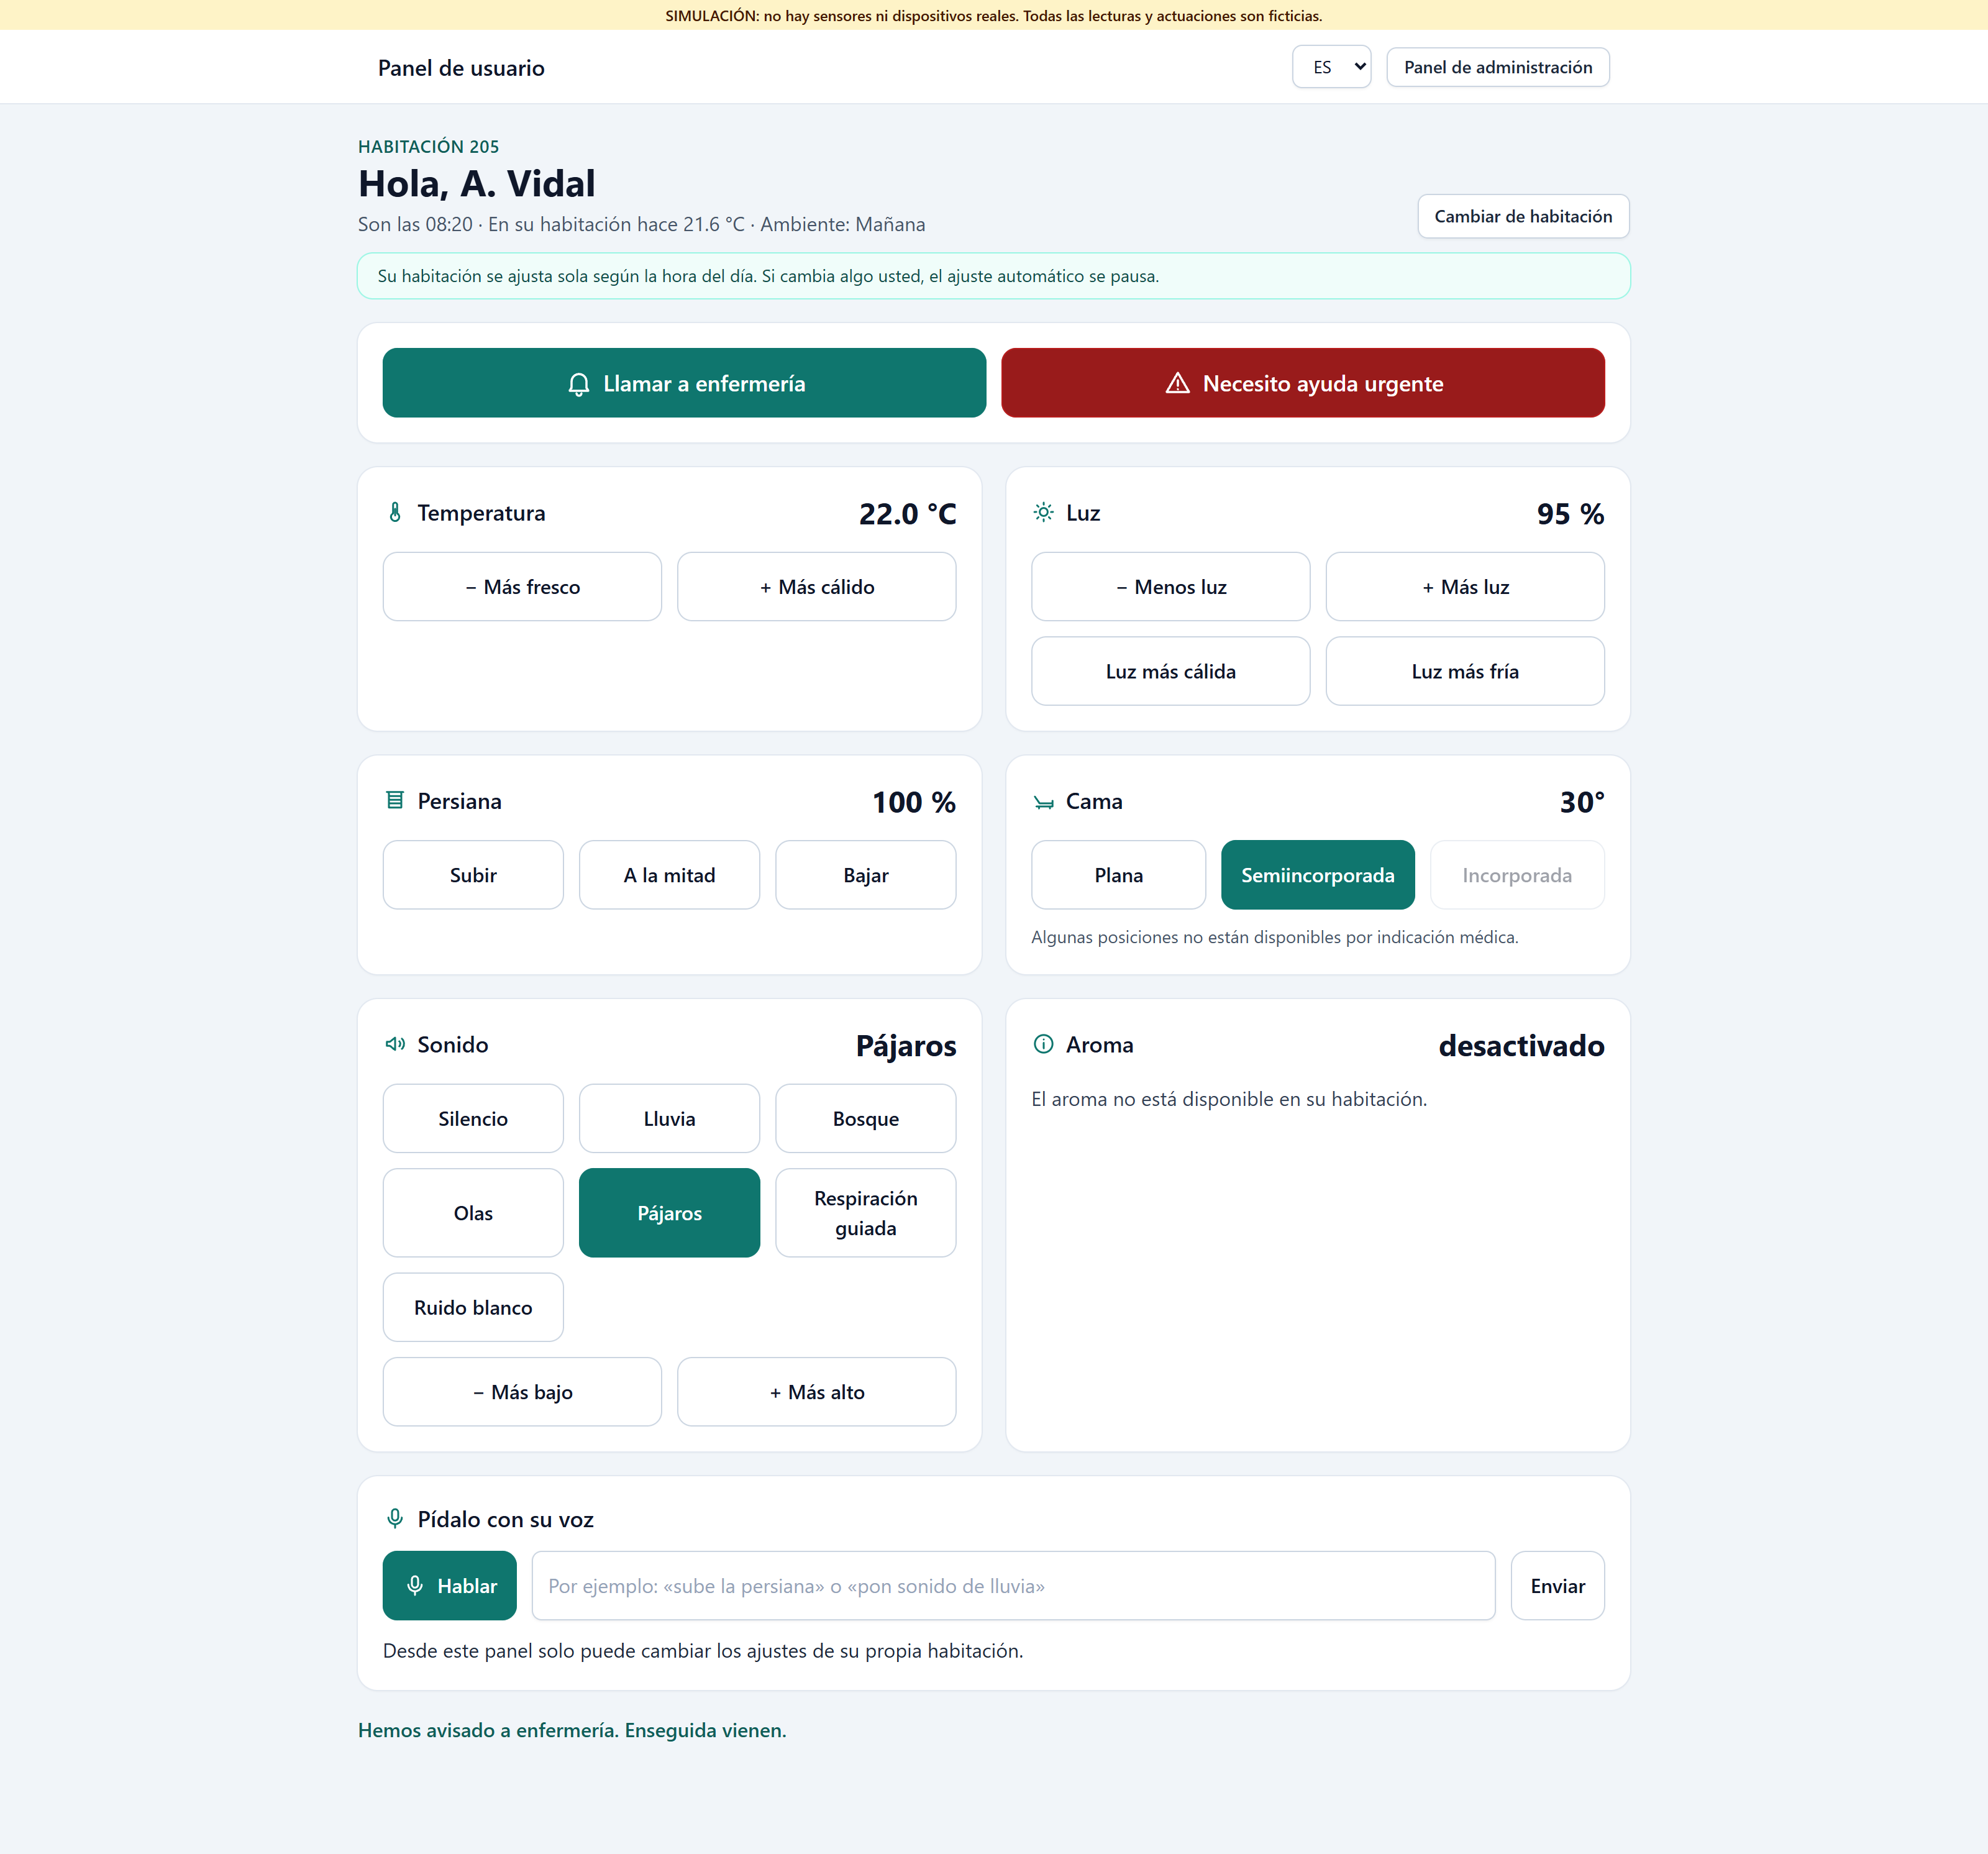 SIMULACIÓN: no hay sensores ni dispositivos reales. Todas las lecturas y actuaciones son ficticias.
Panel de usuario
ES
Panel de administración
HABITACIÓN 205
Hola, A. Vidal
Son las 08:20 · En su habitación hace 21.6 °C · Ambiente: Mañana
Cambiar de habitación
Su habitación se ajusta sola según la hora del día. Si cambia algo usted, el ajuste automático se pausa.
Llamar a enfermería
Necesito ayuda urgente
Temperatura
22.0 °C
− Más fresco
+ Más cálido
Luz
95 %
− Menos luz
+ Más luz
Luz más cálida
Luz más fría
Persiana
100 %
Subir
A la mitad
Bajar
Cama
30°
Plana
Semiincorporada
Incorporada
Algunas posiciones no están disponibles por indicación médica.
Sonido
Pájaros
Silencio
Lluvia
Bosque
Olas
Pájaros
Respiración
guiada
Ruido blanco
− Más bajo
+ Más alto
Aroma
desactivado
El aroma no está disponible en su habitación.
Pídalo con su voz
Hablar
Por ejemplo: «sube la persiana» o «pon sonido de lluvia»
Enviar
Desde este panel solo puede cambiar los ajustes de su propia habitación.
Hemos avisado a enfermería. Enseguida vienen.